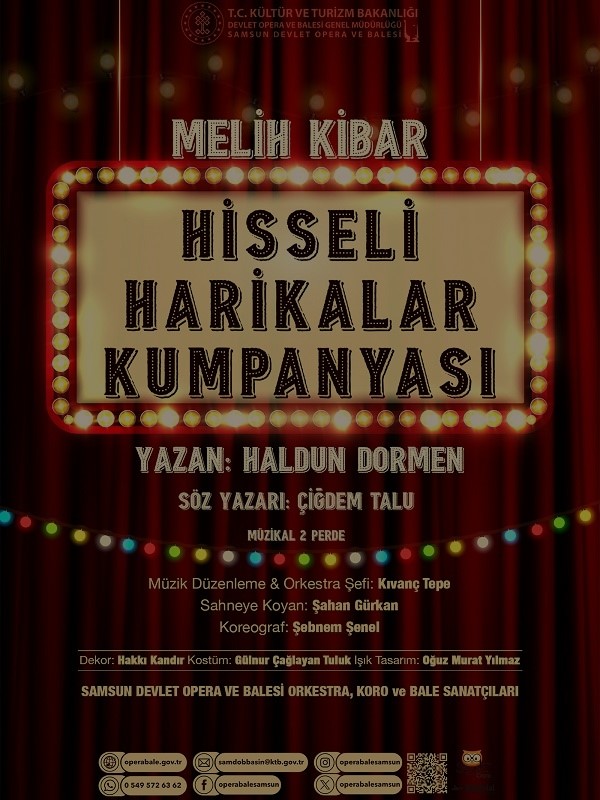 T.C. KÜLTÜR VE TURİZM BAKANLIĞI
DEVLET OPERA VE BALESİ GENEL MÜDÜRLÜĞÜ
SAMSUN DEVLET OPERA VE BALESİ
MELİH KİBAR
HİSSELİ
HARİKALAR
KUMPANYASI
YAZAN: HALDUN DORMEN
SÖZ YAZARI: ÇİĞDEM TALU
MÜZİKAL 2 PERDE
Müzik Düzenleme & Orkestra Şefi: Kıvanç Tepe
Sahneye Koyan: Şahan Gürkan
Koreograf: Şebnem Şenel
Dekor: Hakkı Kandır Kostüm: Gülnur Çağlayan Tuluk Işık Tasarım: Oğuz Murat Yılmaz
SAMSUN DEVLET OPERA VE BALESİ ORKESTRA, KORO ve BALE SANATÇILARI
operabale.gov.tr samdobbasin@ktb.gov.tr operabalesamsun
0 549 572 63 62 operabalesamsun operabalesamsun